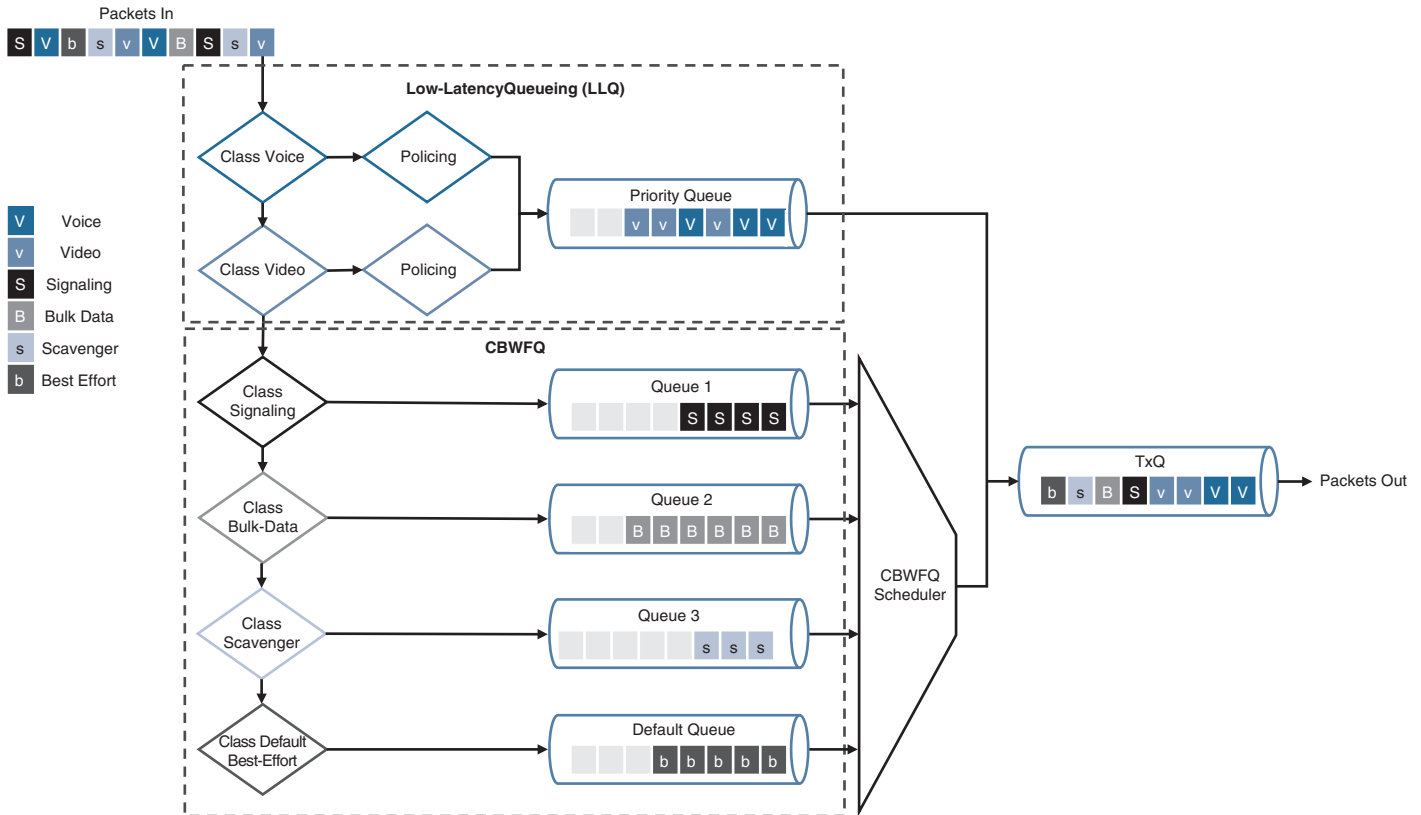 Packets In
S V b s v V B S s v
Low-LatencyQueueing (LLQ)
Class Voice
Policing
Priority Queue
v v V v V V
Class Video
Policing
V Voice
v Video
S Signaling
B Bulk Data
s Scavenger
b Best Effort
CBWFQ
Class
Signaling
Queue 1
S S S S
Class
Bulk-Data
Queue 2
B B B B B B
Class
Scavenger
Queue 3
s s s
Class Default
Best-Effort
Default Queue
b b b b b
CBWFQ
Scheduler
TxQ
b s B S v v V V
Packets Out